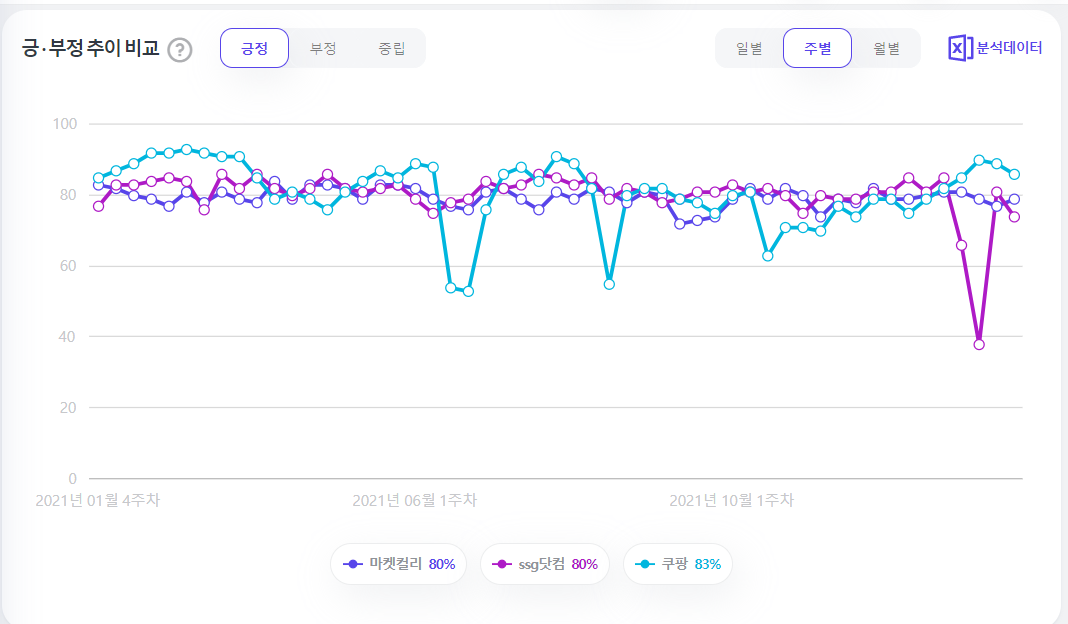 긍·부정 추이 비교 ? 긍정 부정 중립 일별 주별 월별 X 분석데이터
100
80
60
40
20
0
2021년 01월 4주차 2021년 06월 1주차 2021년 10월 1주차
마켓컬리 80% ssg닷컴 80% 쿠팡 83%